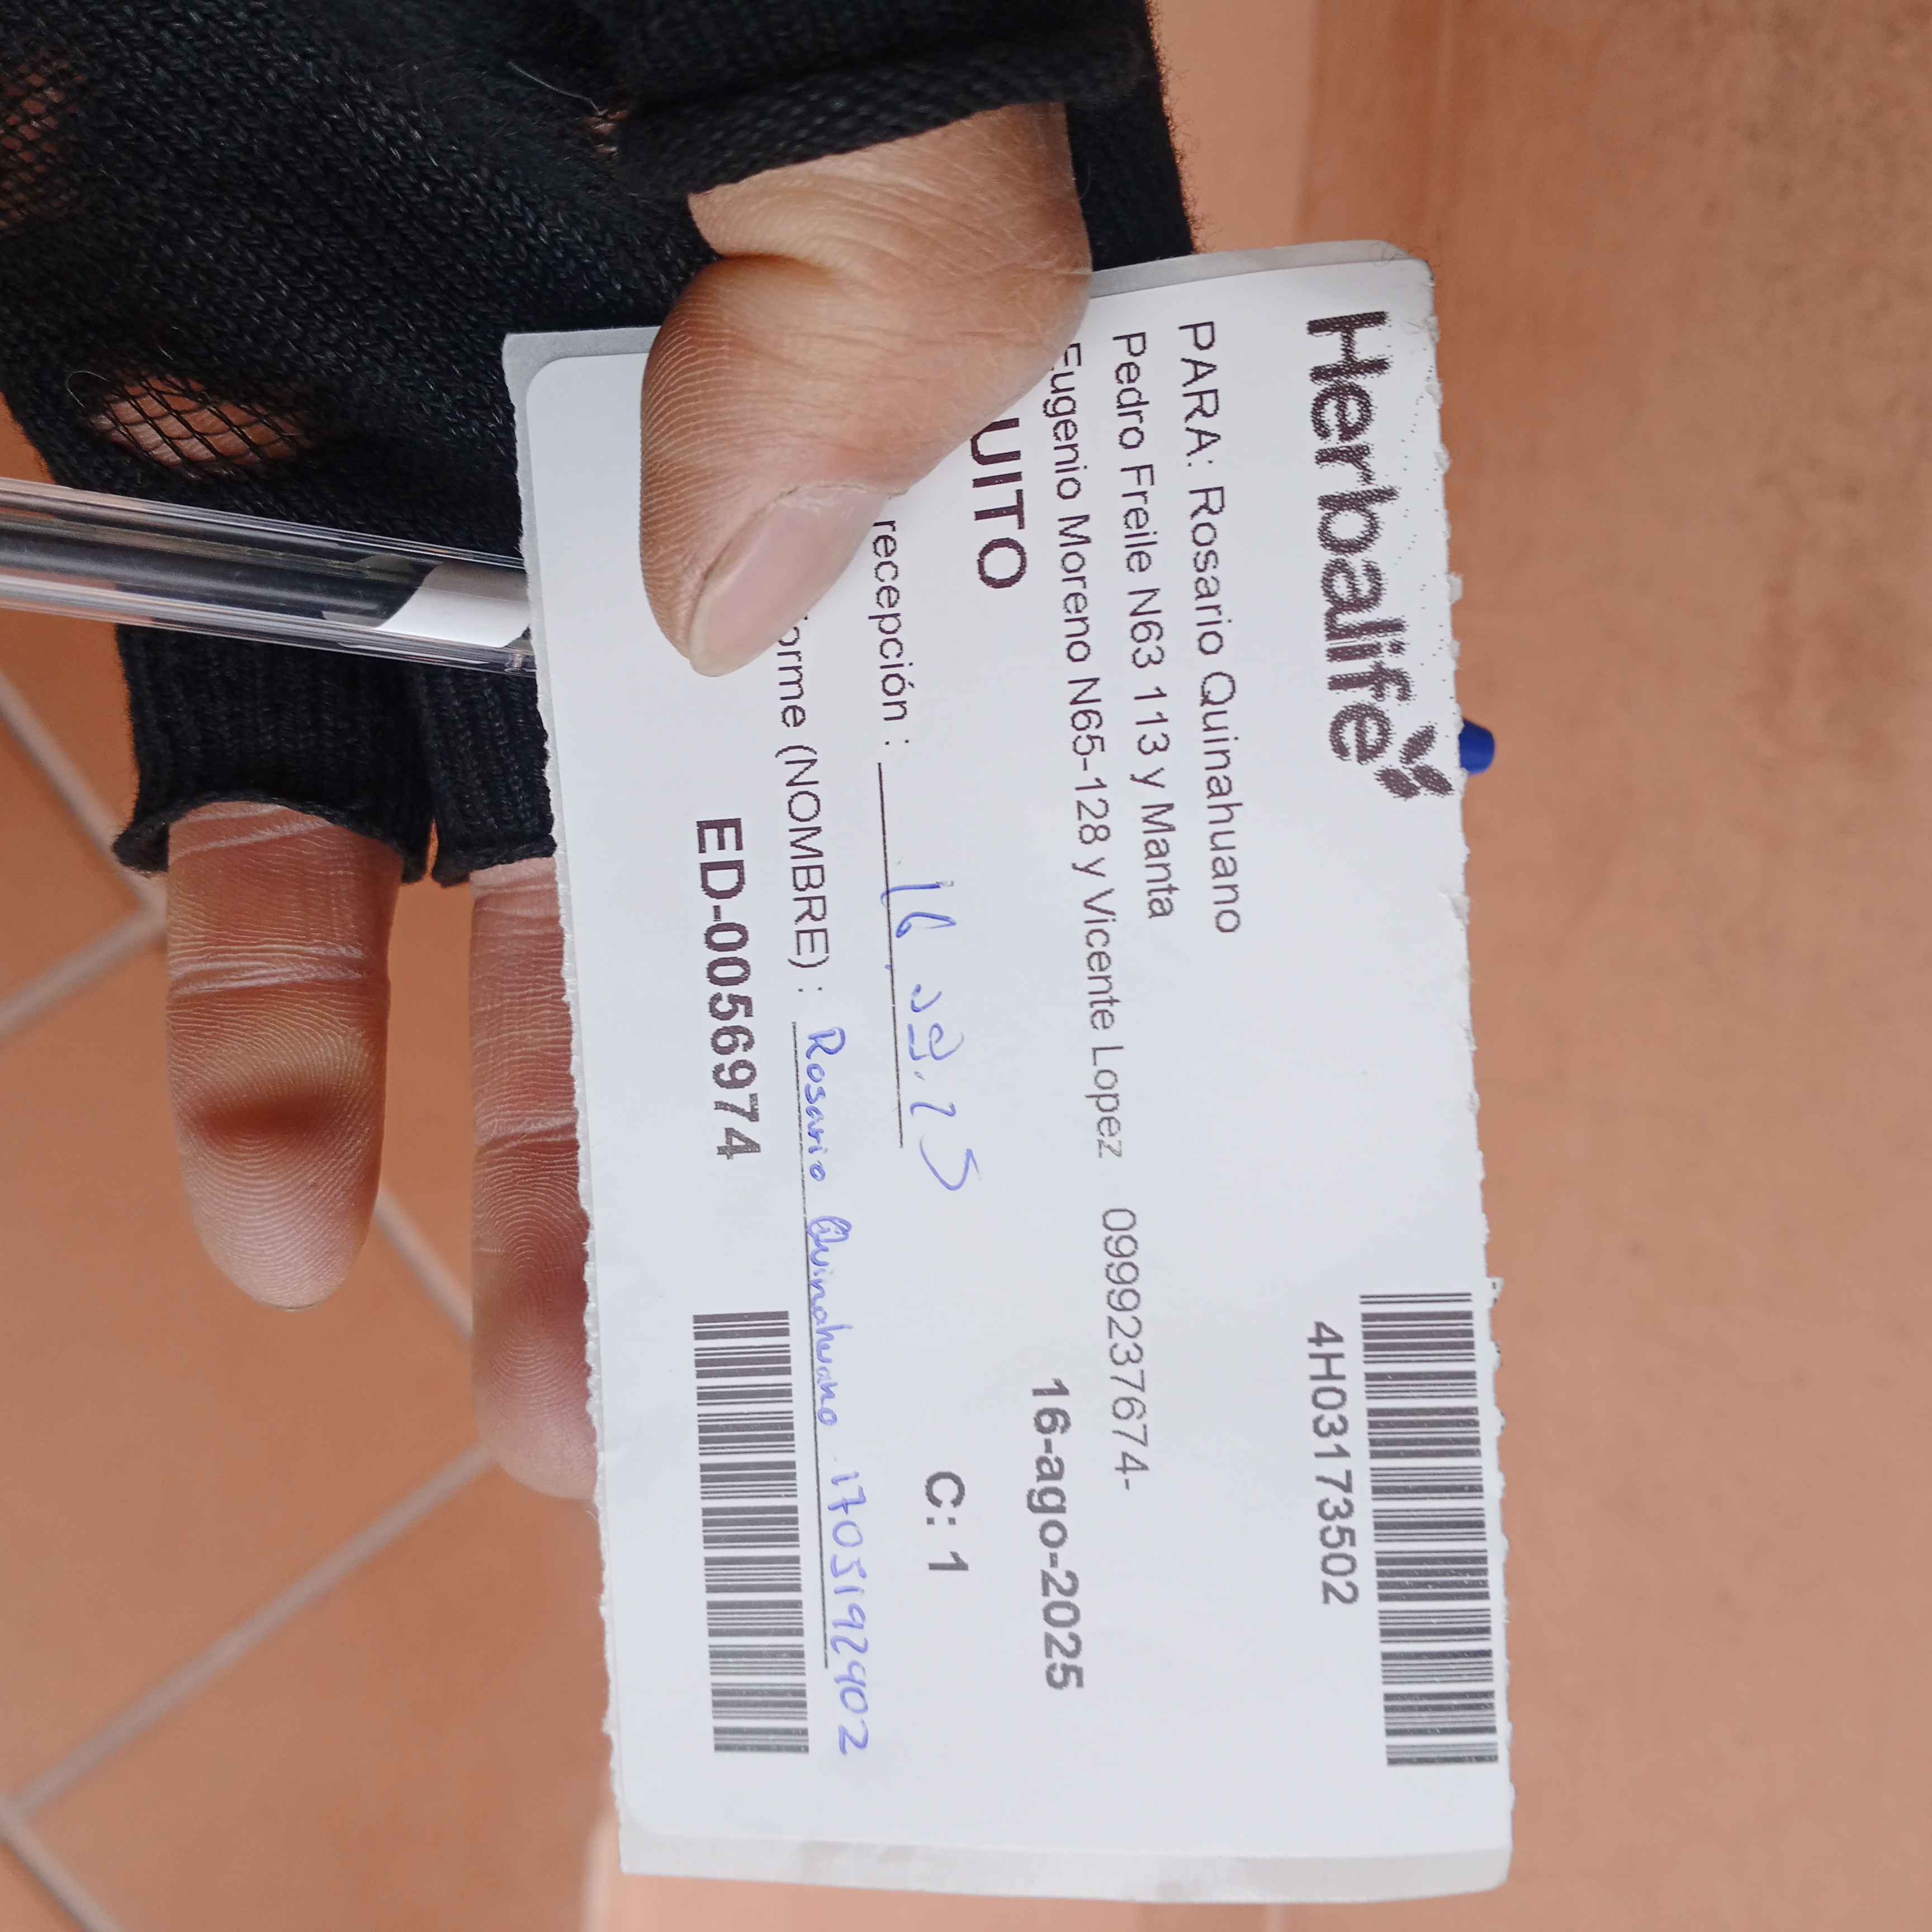 Herbalife
4H03173502
PARA: Rosario Quinahuano
Pedro Freile N63 113 y Manta
Eugenio Moreno N65-128 y Vicente Lopez 0999237674-
UITO
16-ago-2025
recepción :
C: 1
orme (NOMBRE) : Rosario Quinahuano 1705192902
ED-0056974